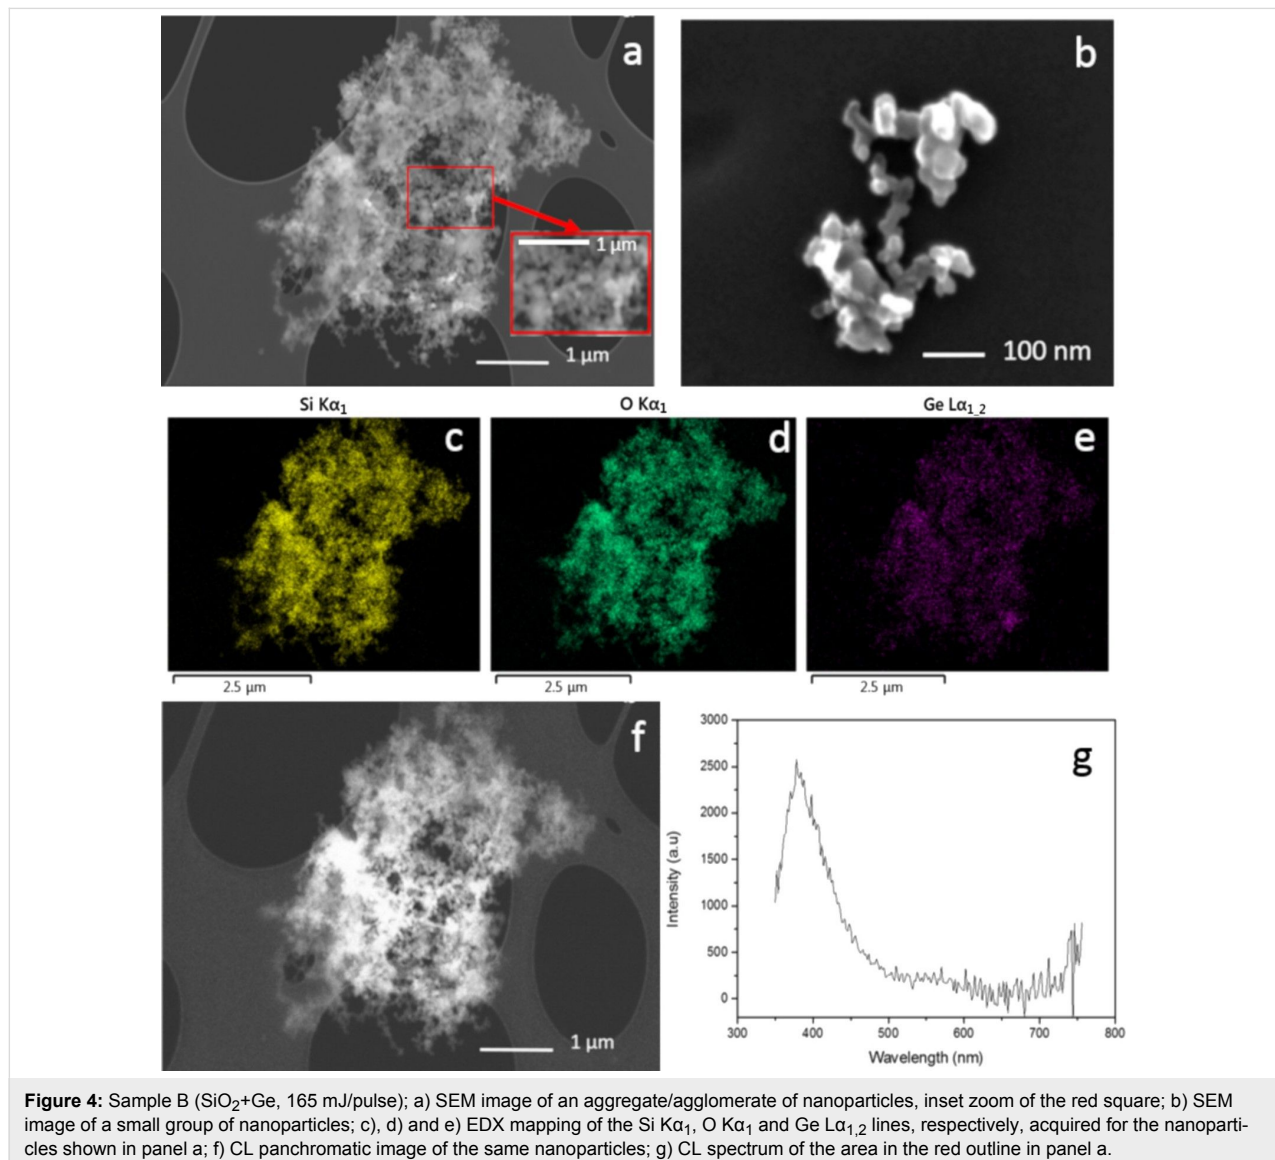 a
1 µm
1 µm
b
100 nm
Si Kα₁
O Kα₁
Ge Lα₁_₂
c
d
e
2.5 µm
2.5 µm
2.5 µm
f
1 µm
g
3000
2500
2000
1500
1000
500
0
Intensity (a.u)
300 400 500 600 700 800
Wavelength (nm)
Figure 4: Sample B (SiO₂+Ge, 165 mJ/pulse); a) SEM image of an aggregate/agglomerate of nanoparticles, inset zoom of the red square; b) SEM
image of a small group of nanoparticles; c), d) and e) EDX mapping of the Si Kα₁, O Kα₁ and Ge Lα₁,₂ lines, respectively, acquired for the nanoparti-
cles shown in panel a; f) CL panchromatic image of the same nanoparticles; g) CL spectrum of the area in the red outline in panel a.